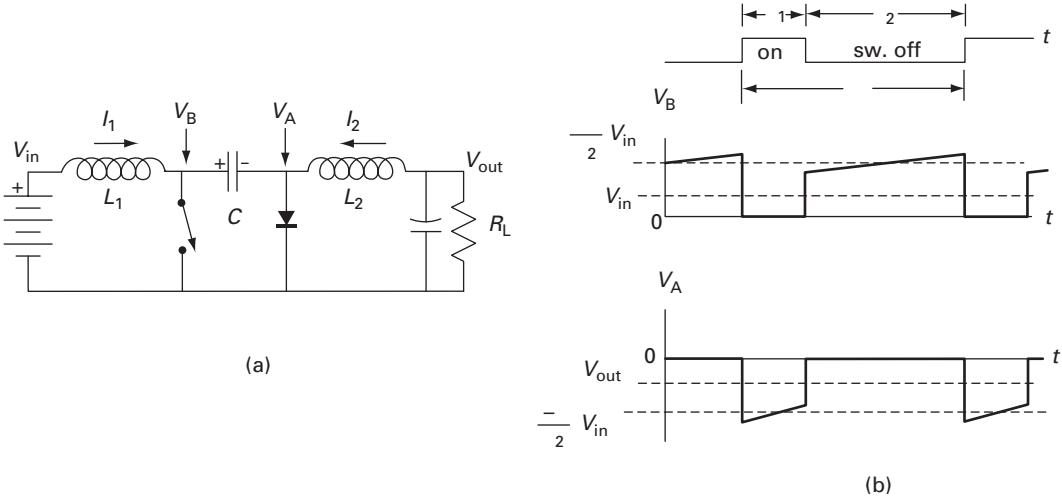 V_in
+
I_1
L_1
V_B
+ -
C
V_A
I_2
L_2
V_out
R_L
(a)
1 2
on sw. off t
V_B
2 V_in
V_in
0 t
V_A
0 t
V_out
- 2 V_in
(b)